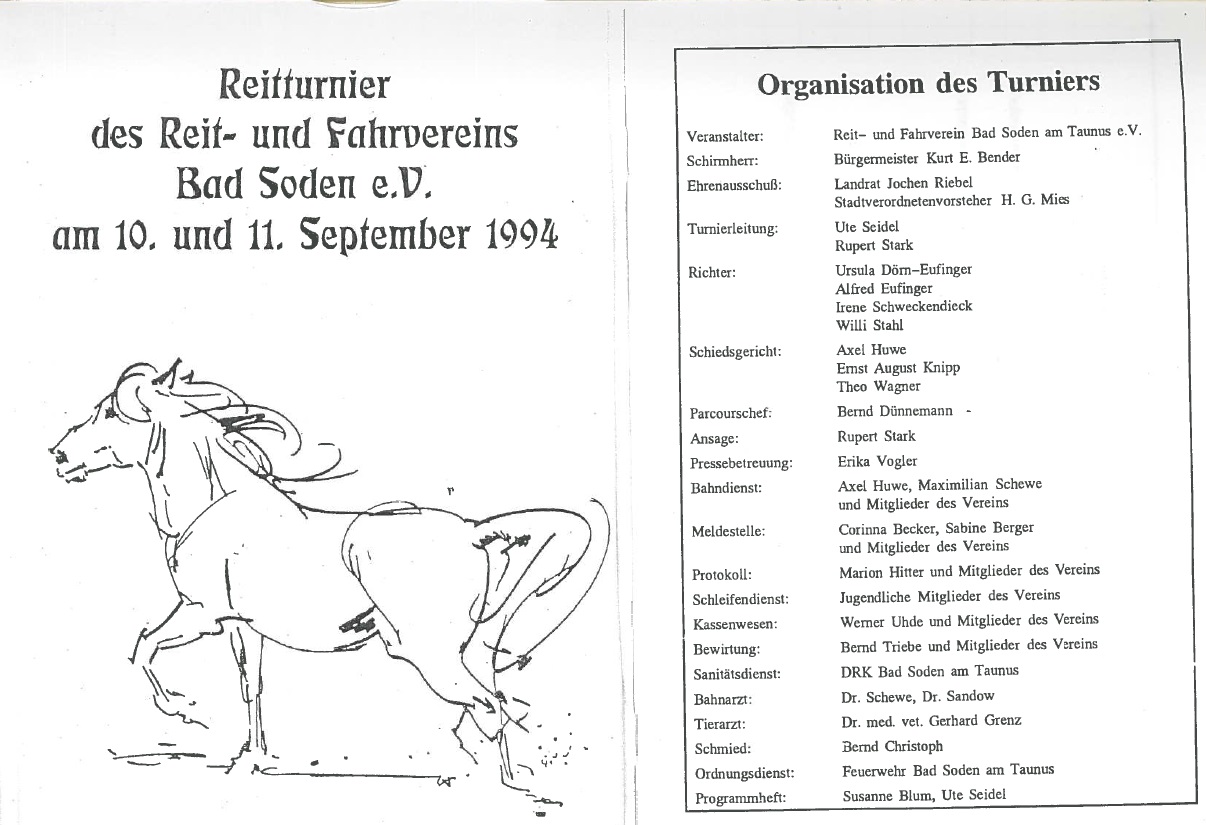 Reitturnier
des Reit- und Fahrvereins
Bad Soden e.V.
am 10. und 11. September 1994
Organisation des Turniers
Veranstalter: Reit- und Fahrverein Bad Soden am Taunus e.V.
Schirmherr: Bürgermeister Kurt E. Bender
Ehrenausschuß: Landrat Jochen Riebel
Stadtverordnetenvorsteher H. G. Mies
Turnierleitung: Ute Seidel
Rupert Stark
Richter: Ursula Dörn-Eufinger
Alfred Eufinger
Irene Schweckendieck
Willi Stahl
Schiedsgericht: Axel Huwe
Ernst August Knipp
Theo Wagner
Parcourschef: Bernd Dünnemann -
Ansage: Rupert Stark
Pressebetreuung: Erika Vogler
Bahndienst: Axel Huwe, Maximilian Schewe
und Mitglieder des Vereins
Meldestelle: Corinna Becker, Sabine Berger
und Mitglieder des Vereins
Protokoll: Marion Hitter und Mitglieder des Vereins
Schleifendienst: Jugendliche Mitglieder des Vereins
Kassenwesen: Werner Uhde und Mitglieder des Vereins
Bewirtung: Bernd Triebe und Mitglieder des Vereins
Sanitätsdienst: DRK Bad Soden am Taunus
Bahnarzt: Dr. Schewe, Dr. Sandow
Tierarzt: Dr. med. vet. Gerhard Grenz
Schmied: Bernd Christoph
Ordnungsdienst: Feuerwehr Bad Soden am Taunus
Programmheft: Susanne Blum, Ute Seidel